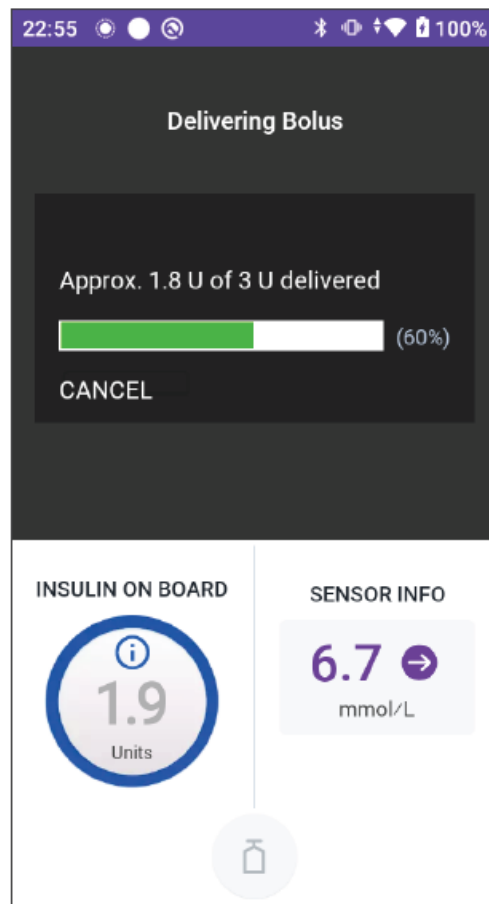 22:55 100%
Delivering Bolus
Approx. 1.8 U of 3 U delivered
(60%)
CANCEL
INSULIN ON BOARD
1.9
Units
SENSOR INFO
6.7
mmol/L